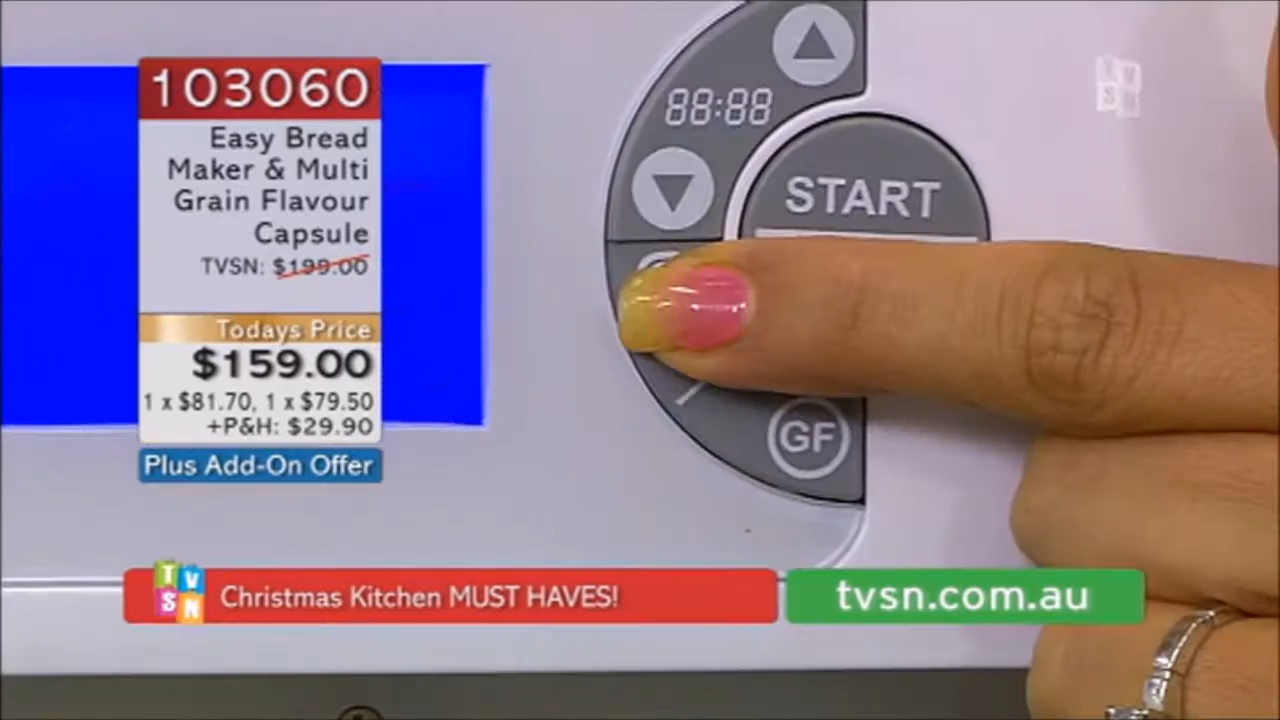 103060
Easy Bread
Maker & Multi
Grain Flavour
Capsule
TVSN: $199.00
Todays Price
$159.00
1 x $81.70, 1 x $79.50
+P&H: $29.90
Plus Add-On Offer
88:88
START
GF
TVSN
TVSN
Christmas Kitchen MUST HAVES!
tvsn.com.au